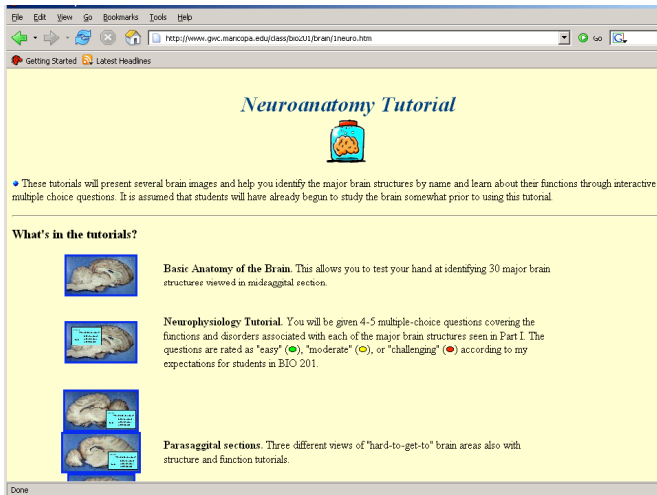 File Edit View Go Bookmarks Tools Help
http://www.gwc.maricopa.edu/class/bio201/brain/1neuro.htm Go G
Getting Started Latest Headlines
Neuroanatomy Tutorial
These tutorials will present several brain images and help you identify the major brain structures by name and learn about their functions through interactive
multiple choice questions. It is assumed that students will have already begun to study the brain somewhat prior to using this tutorial.
What's in the tutorials?
Basic Anatomy of the Brain. This allows you to test your hand at identifying 30 major brain
structures viewed in midsaggital section.
Neurophysiology Tutorial. You will be given 4-5 multiple-choice questions covering the
functions and disorders associated with each of the major brain structures seen in Part I. The
questions are rated as "easy" ( ), "moderate" ( ), or "challenging" ( ) according to my
expectations for students in BIO 201.
Parasaggital sections. Three different views of "hard-to-get-to" brain areas also with
structure and function tutorials.
Done